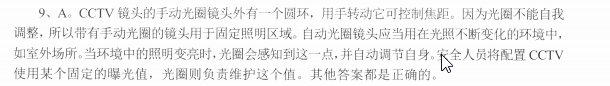 9、A。CCTV 镜头的手动光圈镜头外有一个圆环，用手转动它可控制焦距。因为光圈不能自我
调整，所以带有手动光圈的镜头用于固定照明区域。自动光圈镜头应当用在光照不断变化的环境中，
如室外场所。当环境中的照明变亮时，光圈会感知到这一点，并自动调节自身。安全人员将配置 CCTV
使用某个固定的曝光值，光圈则负责维护这个值。其他答案都是正确的。